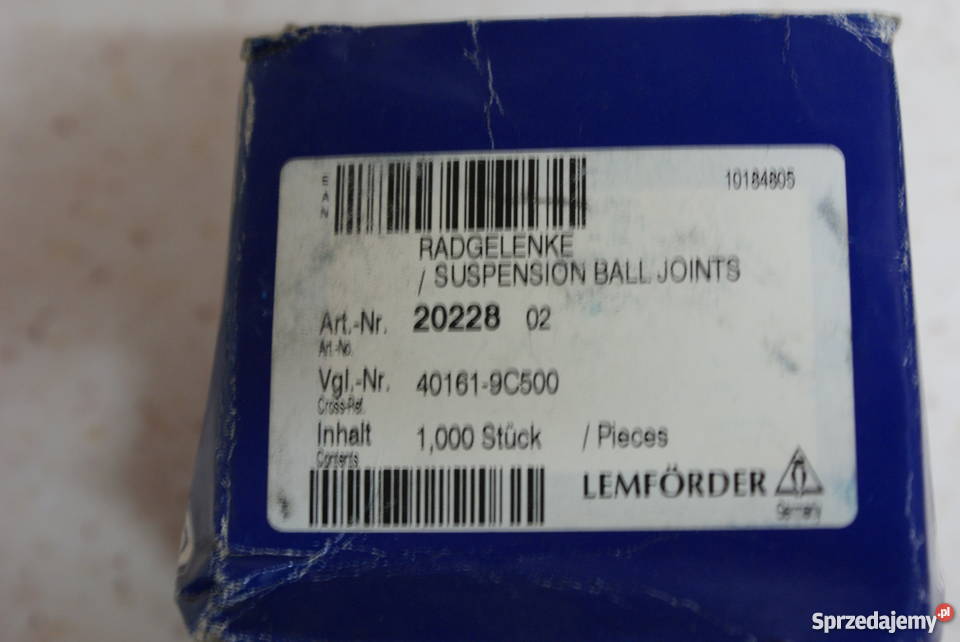 EAN
10184805
RADGELENKE
/ SUSPENSION BALL JOINTS
Art.-Nr. 20228 02
Art.-No.
Vgl.-Nr. 40161-9C500
Cross-Ref.
Inhalt 1,000 Stück / Pieces
Contents
LEMFÖRDER
Germany
Sprzedajemy.pl